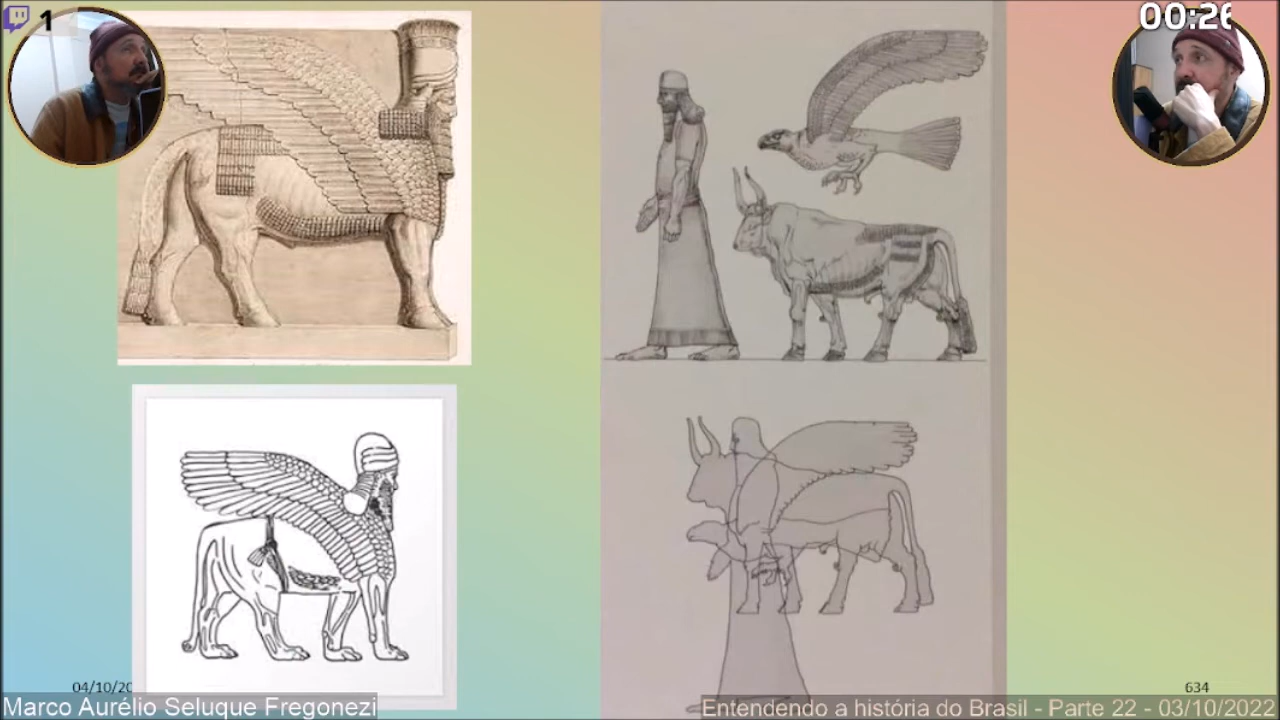 1
00:26
04/10/20
634
Marco Aurélio Seluque Fregonezi
Entendendo a história do Brasil - Parte 22 - 03/10/2022